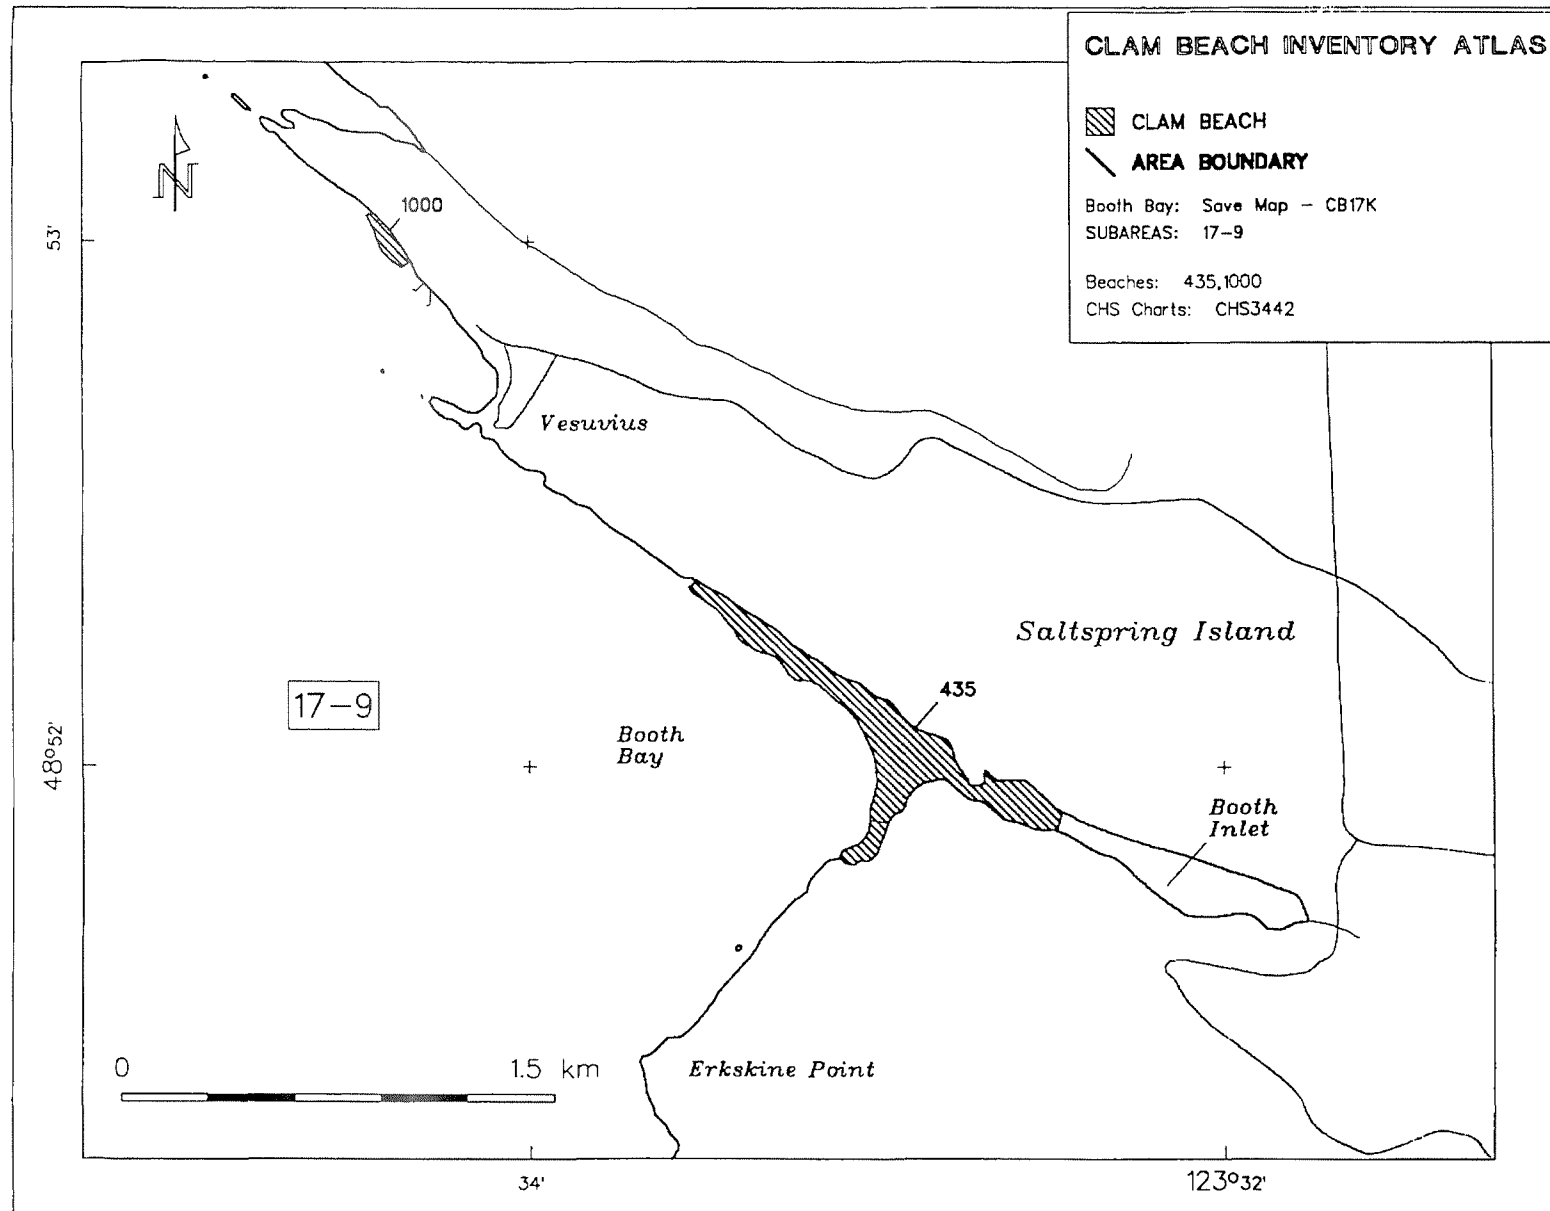 CLAM BEACH INVENTORY ATLAS
CLAM BEACH
AREA BOUNDARY
Booth Bay: Save Map - CB17K
SUBAREAS: 17-9
Beaches: 435,1000
CHS Charts: CHS3442
N
1000
53'
Vesuvius
Saltspring Island
435
17-9
Booth
Bay
48°52'
Booth
Inlet
0 1.5 km
Erkskine Point
34'
123°32'